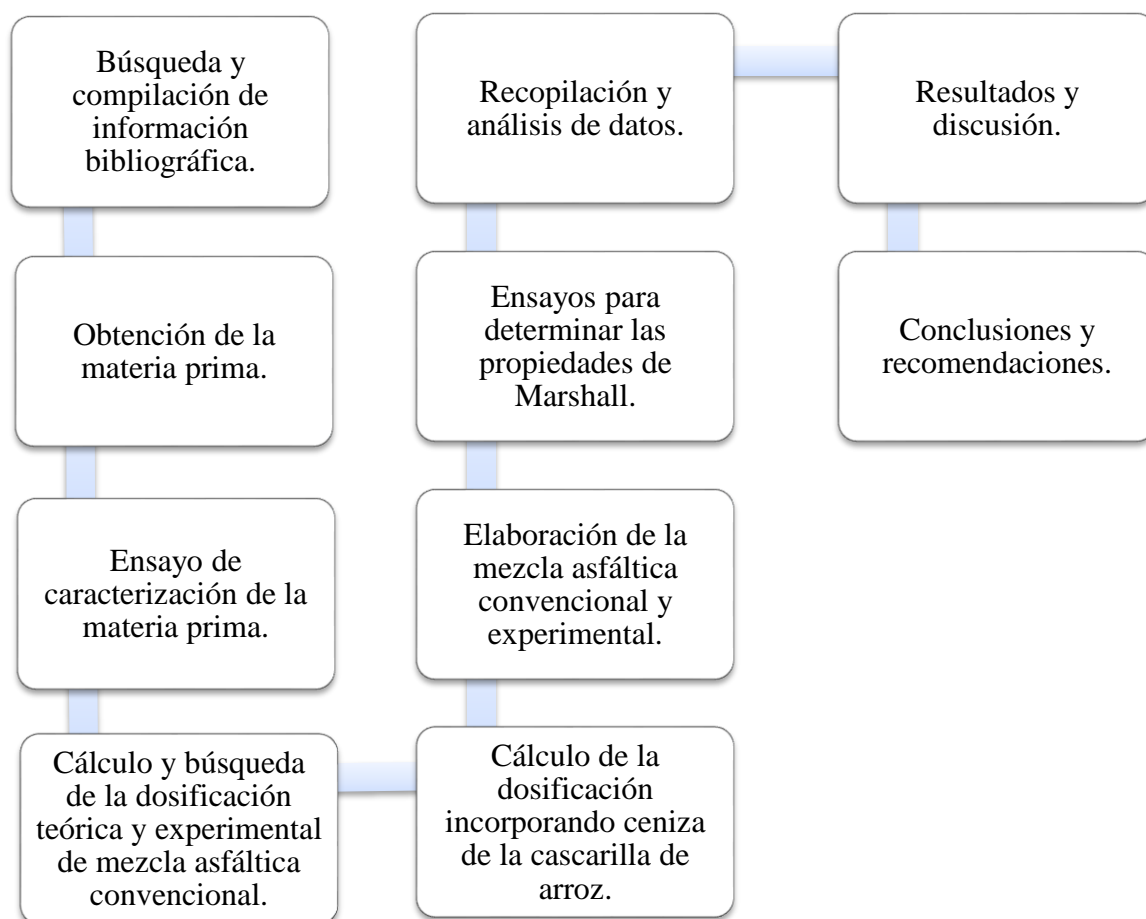 Búsqueda y
compilación de
información
bibliográfica.
Obtención de la
materia prima.
Ensayo de
caracterización de la
materia prima.
Cálculo y búsqueda
de la dosificación
teórica y experimental
de mezcla asfáltica
convencional.
Cálculo de la
dosificación
incorporando ceniza
de la cascarilla de
arroz.
Elaboración de la
mezcla asfáltica
convencional y
experimental.
Ensayos para
determinar las
propiedades de
Marshall.
Recopilación y
análisis de datos.
Resultados y
discusión.
Conclusiones y
recomendaciones.